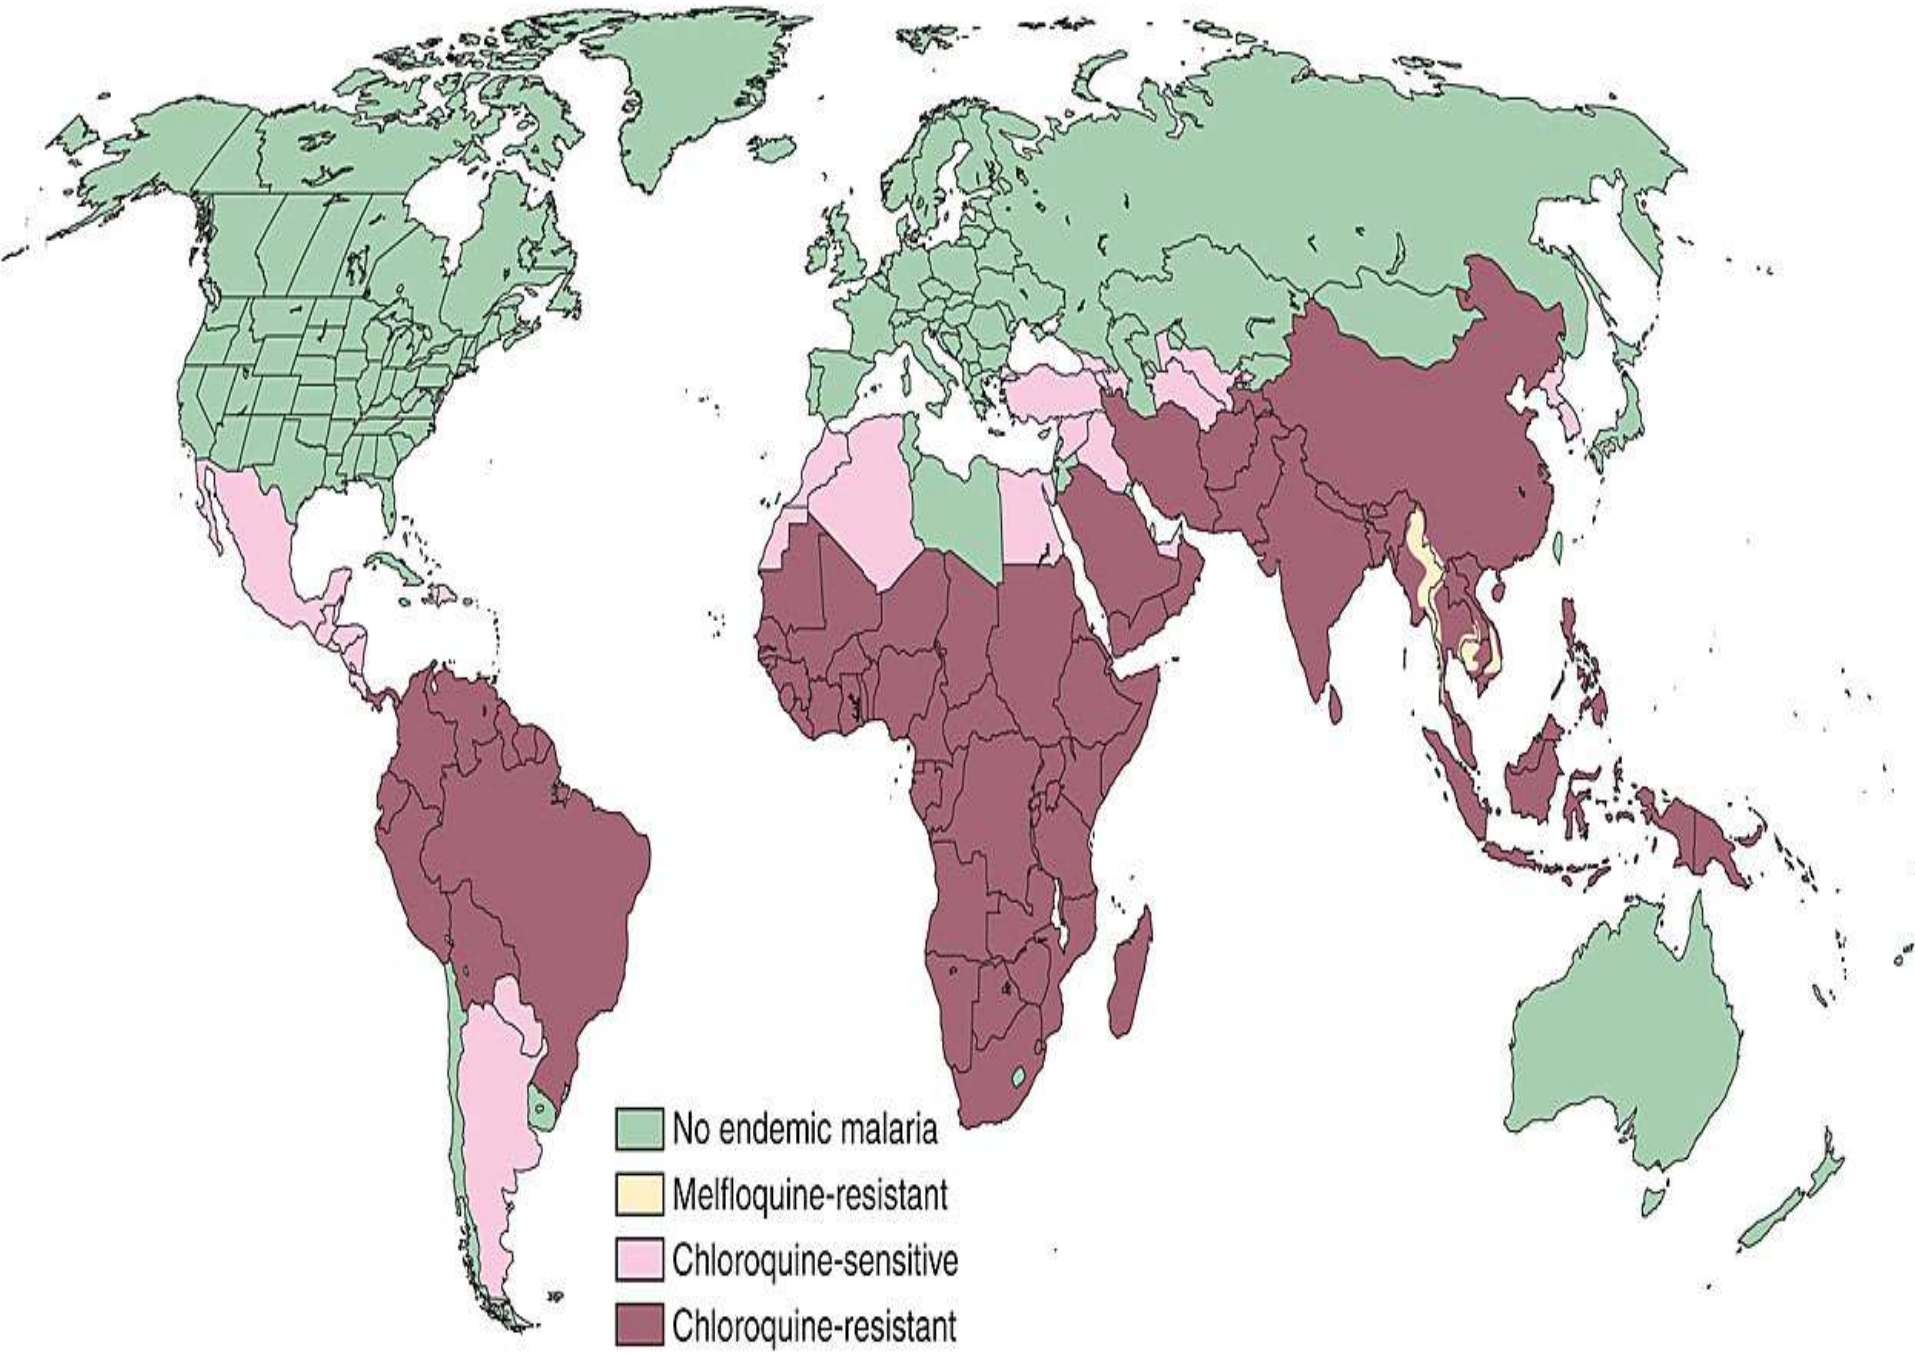 No endemic malaria
Melfloquine-resistant
Chloroquine-sensitive
Chloroquine-resistant